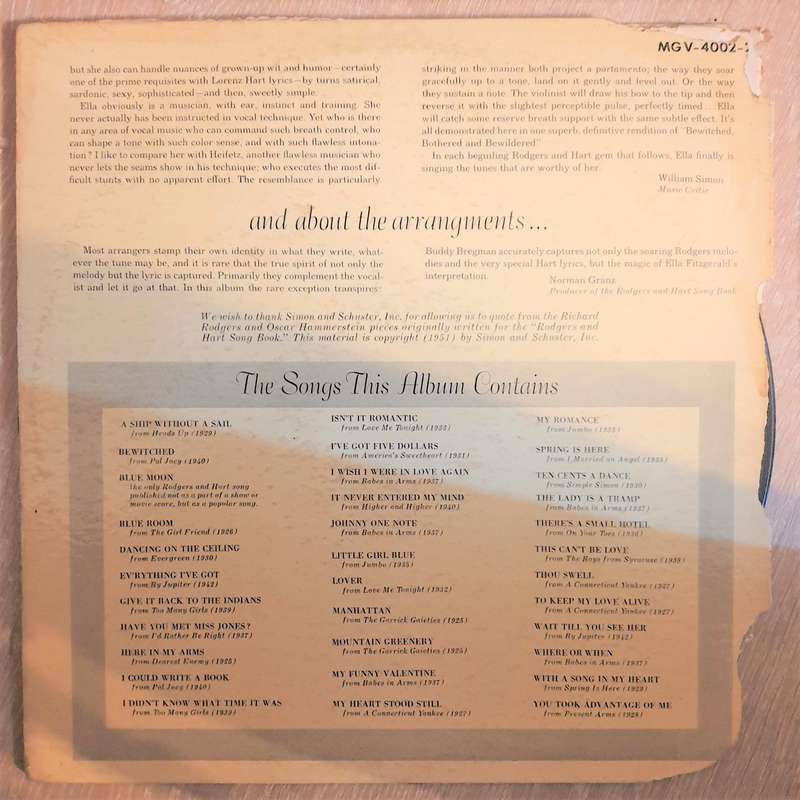 MGV-4002-2
but she also can handle nuances of grown-up wit and humor—certainly
one of the prime requisites with Lorenz Hart lyrics—by turns satirical,
sardonic, sexy, sophisticated—and then, sweetly simple.
Ella obviously is a musician, with ear, instinct and training. She
never actually has been instructed in vocal technique. Yet who is there
in any area of vocal music who can command such breath control, who
can shape a tone with such color sense, and with such flawless intona-
tion? I like to compare her with Heifetz, another flawless musician who
never lets the seams show in his technique; who executes the most dif-
ficult stunts with no apparent effort. The resemblance is particularly
striking in the manner both project a portamento; the way they soar
gracefully up to a tone, land on it gently and level out. Or the way
they sustain a note. The violinist will draw his bow to the tip and then
reverse it with the slightest perceptible pulse, perfectly timed... Ella
will catch some reserve breath support with the same subtle effect. It's
all demonstrated here in one superb, definitive rendition of "Bewitched,
Bothered and Bewildered"
In each beguiling Rodgers and Hart gem that follows, Ella finally is
singing the tunes that are worthy of her.
William Simon
Music Critic
and about the arrangments...
Most arrangers stamp their own identity in what they write, what-
ever the tune may be, and it is rare that the true spirit of not only the
melody but the lyric is captured. Primarily they complement the vocal-
ist and let it go at that. In this album the rare exception transpires:
Buddy Bregman accurately captures not only the soaring Rodgers melo-
dies and the very special Hart lyrics, but the magic of Ella Fitzgerald's
interpretation.
Norman Granz
Producer of the Rodgers and Hart Song Book
We wish to thank Simon and Schuster, Inc. for allowing us to quote from the Richard
Rodgers and Oscar Hammerstein pieces originally written for the "Rodgers and
Hart Song Book." This material is copyright (1951) by Simon and Schuster, Inc.
The Songs This Album Contains
A SHIP WITHOUT A SAIL
from Heads Up (1929)
BEWITCHED
from Pal Joey (1940)
BLUE MOON
the only Rodgers and Hart song
published not as a part of a show or
movie score, but as a popular song.
BLUE ROOM
from The Girl Friend (1926)
DANCING ON THE CEILING
from Evergreen (1930)
EV'RYTHING I'VE GOT
from By Jupiter (1942)
GIVE IT BACK TO THE INDIANS
from Too Many Girls (1939)
HAVE YOU MET MISS JONES?
from I'd Rather Be Right (1937)
HERE IN MY ARMS
from Dearest Enemy (1925)
I COULD WRITE A BOOK
from Pal Joey (1940)
I DIDN'T KNOW WHAT TIME IT WAS
from Too Many Girls (1939)
ISN'T IT ROMANTIC
from Love Me Tonight (1932)
I'VE GOT FIVE DOLLARS
from America's Sweetheart (1931)
I WISH I WERE IN LOVE AGAIN
from Babes in Arms (1937)
IT NEVER ENTERED MY MIND
from Higher and Higher (1940)
JOHNNY ONE NOTE
from Babes in Arms (1937)
LITTLE GIRL BLUE
from Jumbo (1935)
LOVER
from Love Me Tonight (1932)
MANHATTAN
from The Garrick Gaieties (1925)
MOUNTAIN GREENERY
from The Garrick Gaieties (1925)
MY FUNNY VALENTINE
from Babes in Arms (1937)
MY HEART STOOD STILL
from A Connecticut Yankee (1927)
MY ROMANCE
from Jumbo (1935)
SPRING IS HERE
from I Married an Angel (1938)
TEN CENTS A DANCE
from Simple Simon (1930)
THE LADY IS A TRAMP
from Babes in Arms (1937)
THERE'S A SMALL HOTEL
from On Your Toes (1936)
THIS CAN'T BE LOVE
from The Boys from Syracuse (1938)
THOU SWELL
from A Connecticut Yankee (1927)
TO KEEP MY LOVE ALIVE
from A Connecticut Yankee (1927)
WAIT TILL YOU SEE HER
from By Jupiter (1942)
WHERE OR WHEN
from Babes in Arms (1937)
WITH A SONG IN MY HEART
from Spring Is Here (1929)
YOU TOOK ADVANTAGE OF ME
from Present Arms (1928)